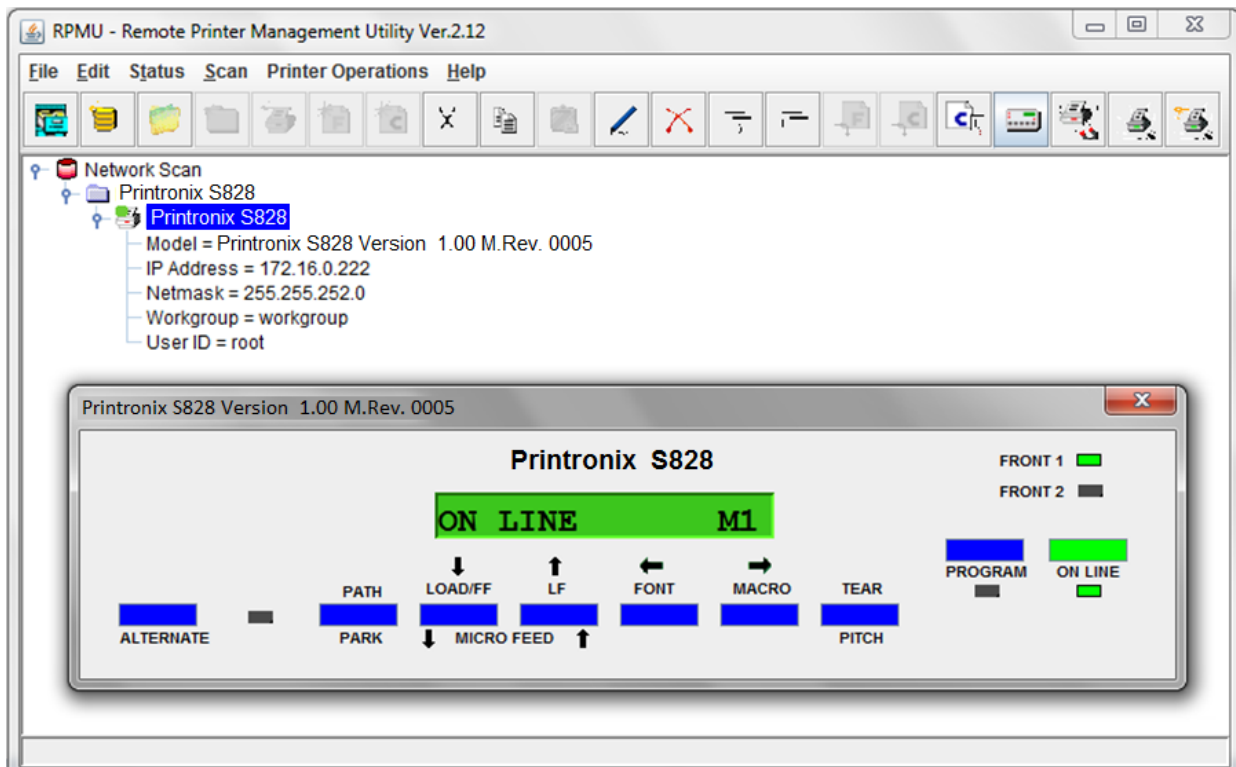 RPMU - Remote Printer Management Utility Ver.2.12
File Edit Status Scan Printer Operations Help
Network Scan
Printronix S828
Printronix S828
Model = Printronix S828 Version 1.00 M.Rev. 0005
IP Address = 172.16.0.222
Netmask = 255.255.252.0
Workgroup = workgroup
User ID = root
Printronix S828 Version 1.00 M.Rev. 0005
Printronix S828
FRONT 1
FRONT 2
ON LINE M1
PATH LOAD/FF LF FONT MACRO TEAR
PROGRAM ON LINE
ALTERNATE PARK MICRO FEED PITCH